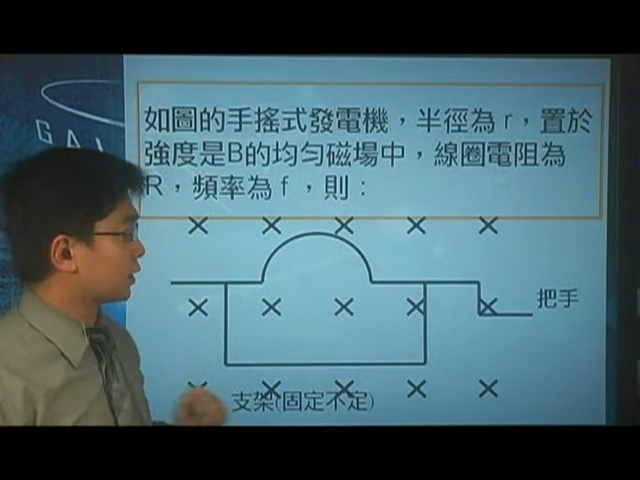 GAL
如圖的手搖式發電機，半徑為 r，置於
強度是B的均勻磁場中，線圈電阻為
R，頻率為 f ，則：
把手
支架(固定不定)